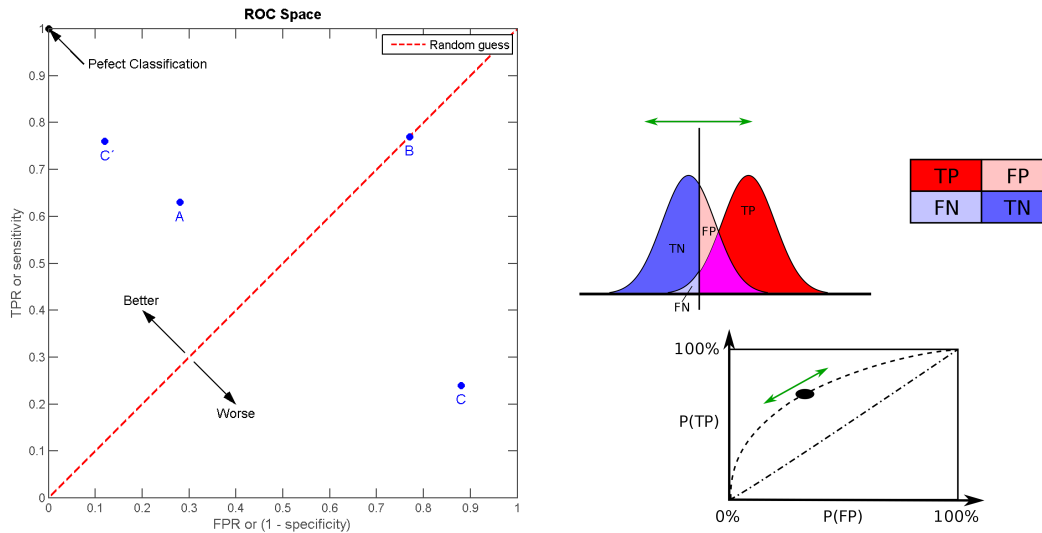 ROC Space
Random guess
Pefect Classification
C´
B
A
Better
Worse
C
1
0.9
0.8
0.7
0.6
0.5
0.4
0.3
0.2
0.1
0
0.1
0.2
0.3
0.4
0.5
0.6
0.7
0.8
0.9
1
TPR or sensitivity
FPR or (1 - specificity)
TN
FP
TP
FN
TP FP
FN TN
100%
P(TP)
0%
P(FP)
100%